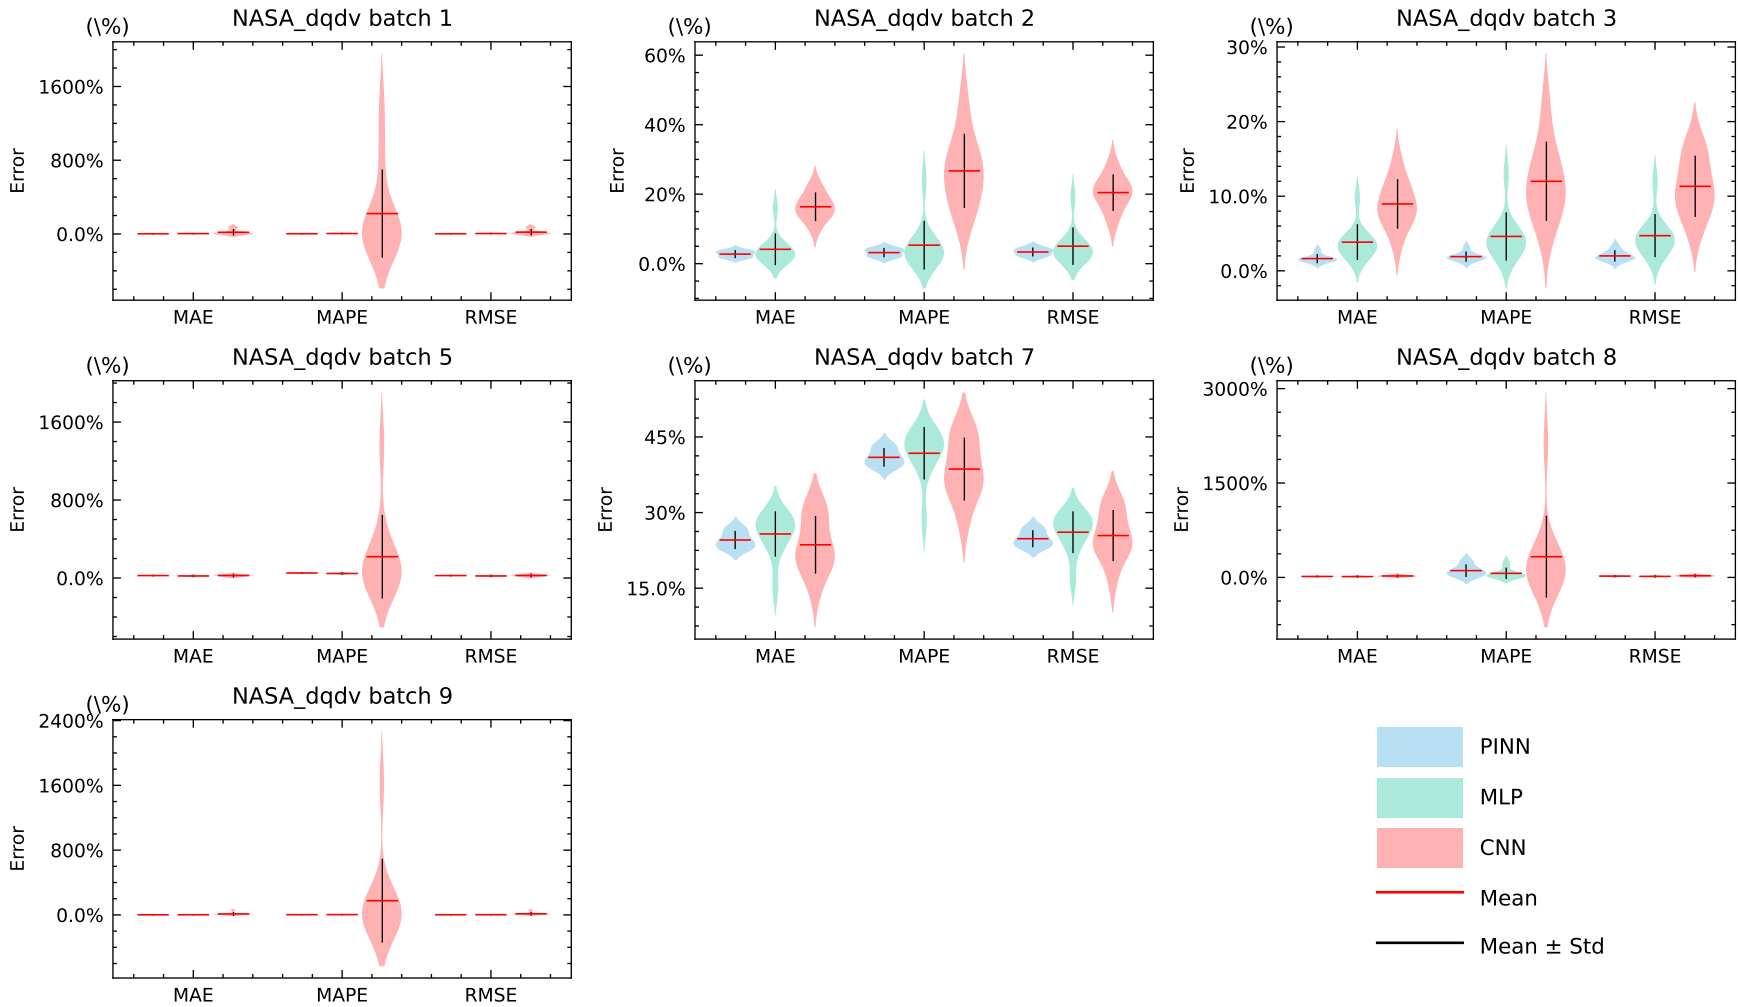 NASA_dqdv batch 1
(\%)
1600%
800%
0.0%
Error
MAE
MAPE
RMSE
NASA_dqdv batch 2
(\%)
60%
40%
20%
0.0%
Error
MAE
MAPE
RMSE
NASA_dqdv batch 3
(\%)
30%
20%
10.0%
0.0%
Error
MAE
MAPE
RMSE
NASA_dqdv batch 5
(\%)
1600%
800%
0.0%
Error
MAE
MAPE
RMSE
NASA_dqdv batch 7
(\%)
45%
30%
15.0%
Error
MAE
MAPE
RMSE
NASA_dqdv batch 8
(\%)
3000%
1500%
0.0%
Error
MAE
MAPE
RMSE
NASA_dqdv batch 9
(\%)
2400%
1600%
800%
0.0%
Error
MAE
MAPE
RMSE
PINN
MLP
CNN
Mean
Mean ± Std